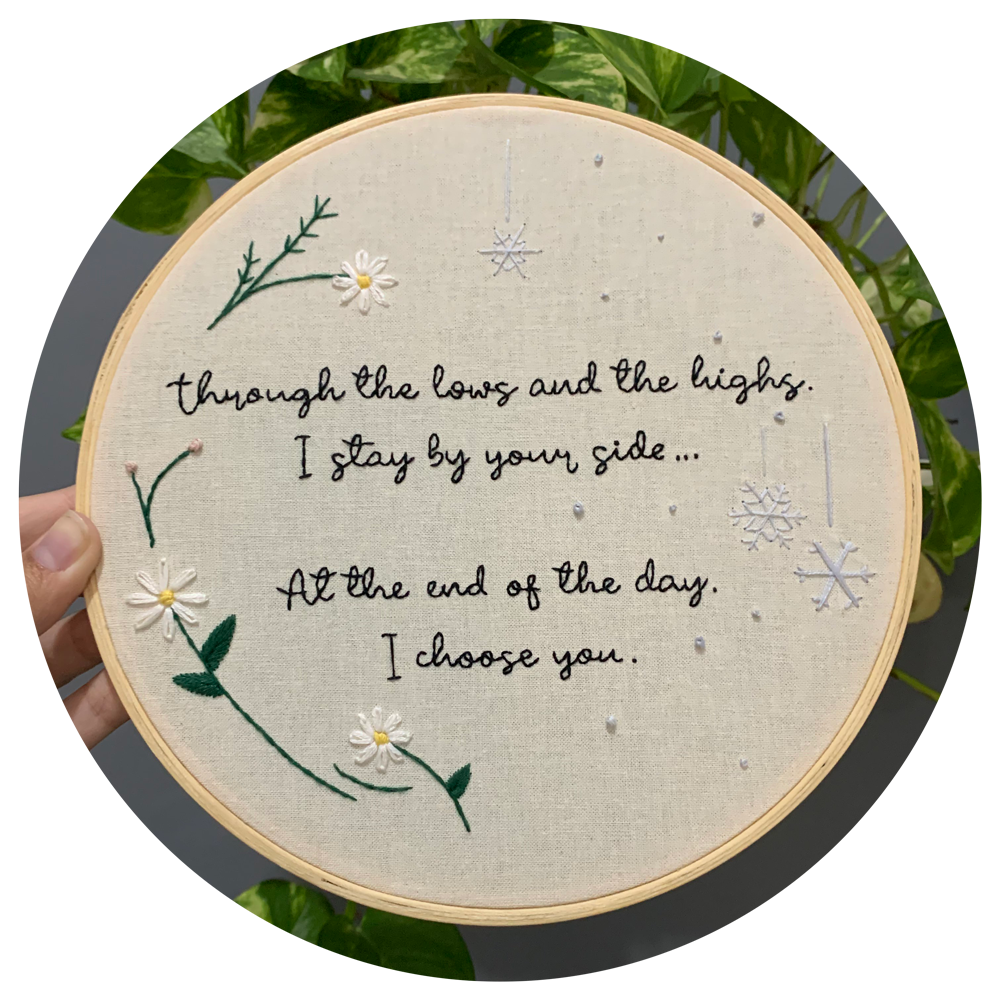 through the lows and the highs.
I stay by your side...
At the end of the day.
I choose you.